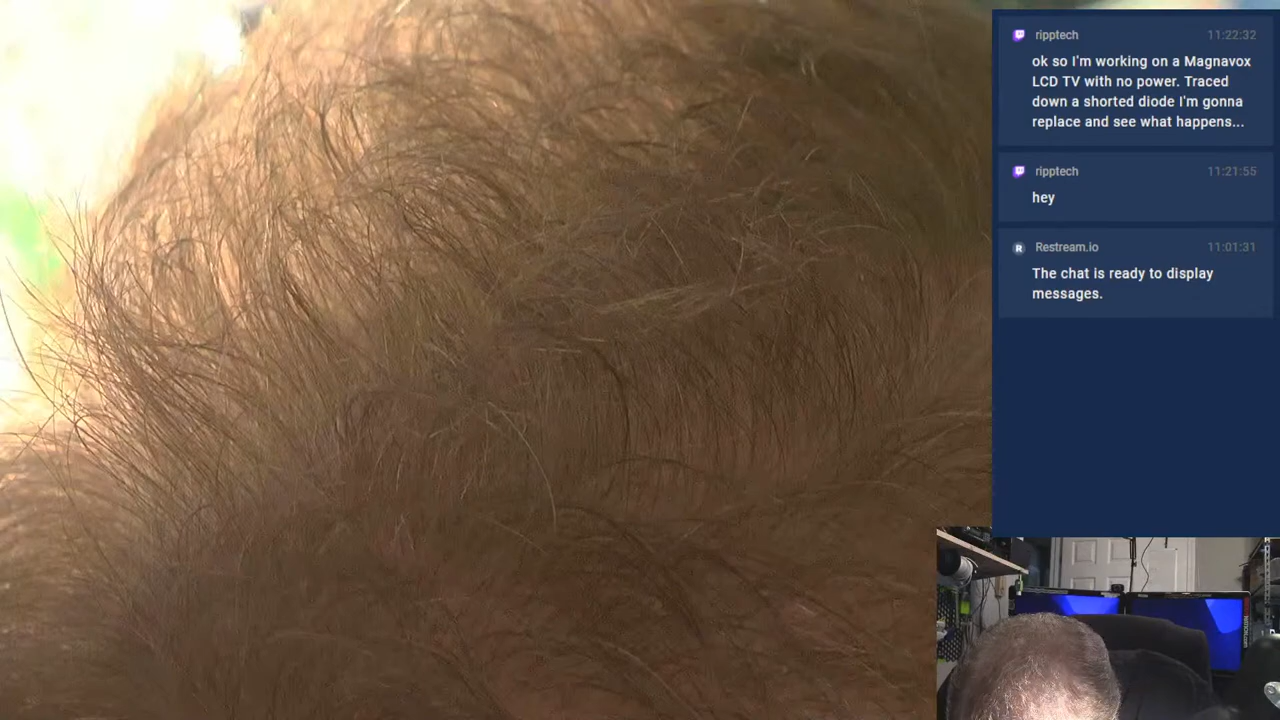 ripptech 11:22:32
ok so I'm working on a Magnavox
LCD TV with no power. Traced
down a shorted diode I'm gonna
replace and see what happens...
ripptech 11:21:55
hey
R Restream.io 11:01:31
The chat is ready to display
messages.